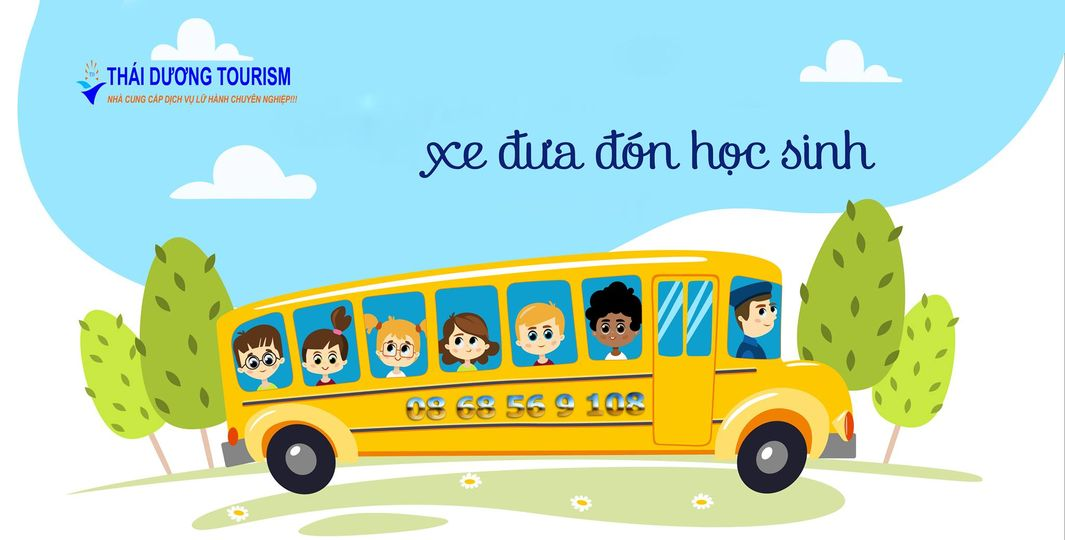 THÁI DƯƠNG TOURISM
NHÀ CUNG CẤP DỊCH VỤ LỮ HÀNH CHUYÊN NGHIỆP!!!
xe đưa đón học sinh
08 68 56 9 108